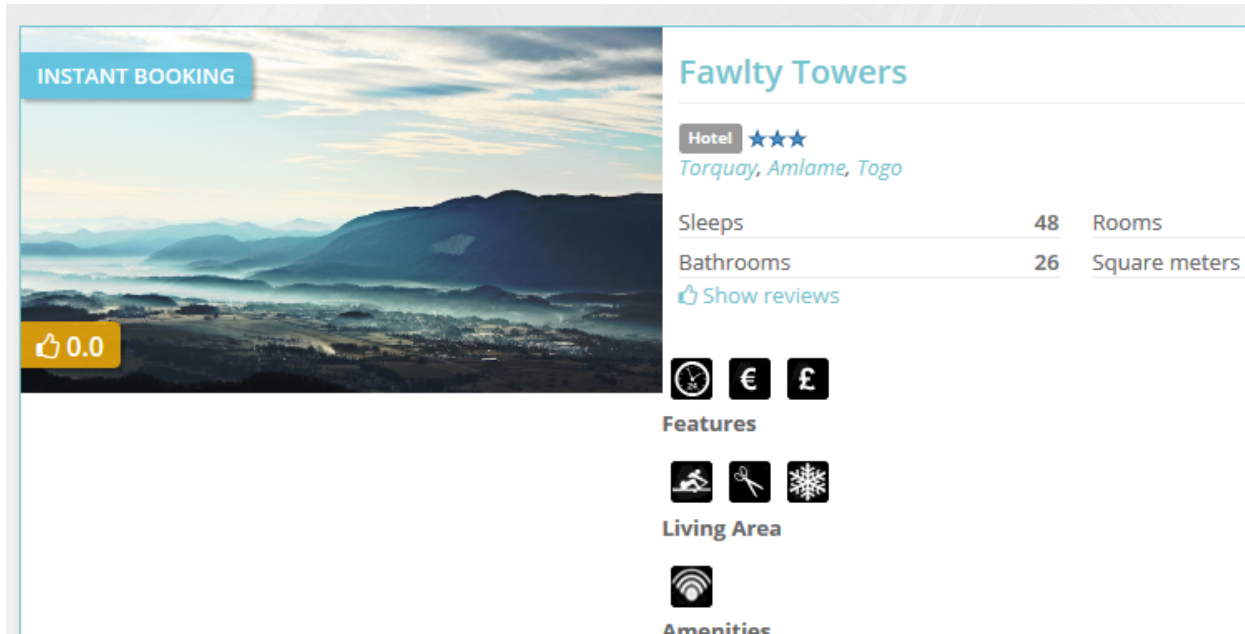 INSTANT BOOKING
0.0
Fawlty Towers
Hotel
Torquay, Amlame, Togo
Sleeps 48 Rooms
Bathrooms 26 Square meters
Show reviews
24 € £
Features
Living Area
Amenities